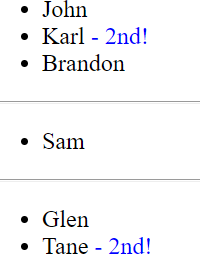 John
Karl - 2nd!
Brandon
Sam
Glen
Tane - 2nd!